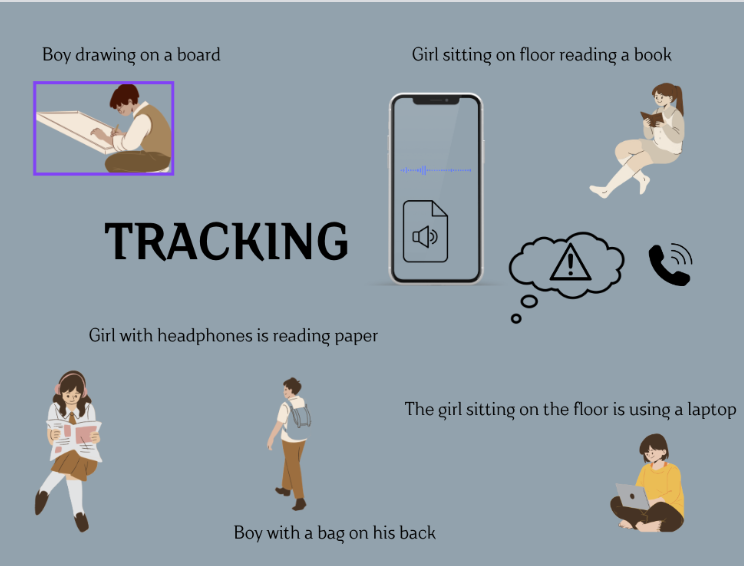 Boy drawing on a board
Girl sitting on floor reading a book
TRACKING
Girl with headphones is reading paper
The girl sitting on the floor is using a laptop
Boy with a bag on his back